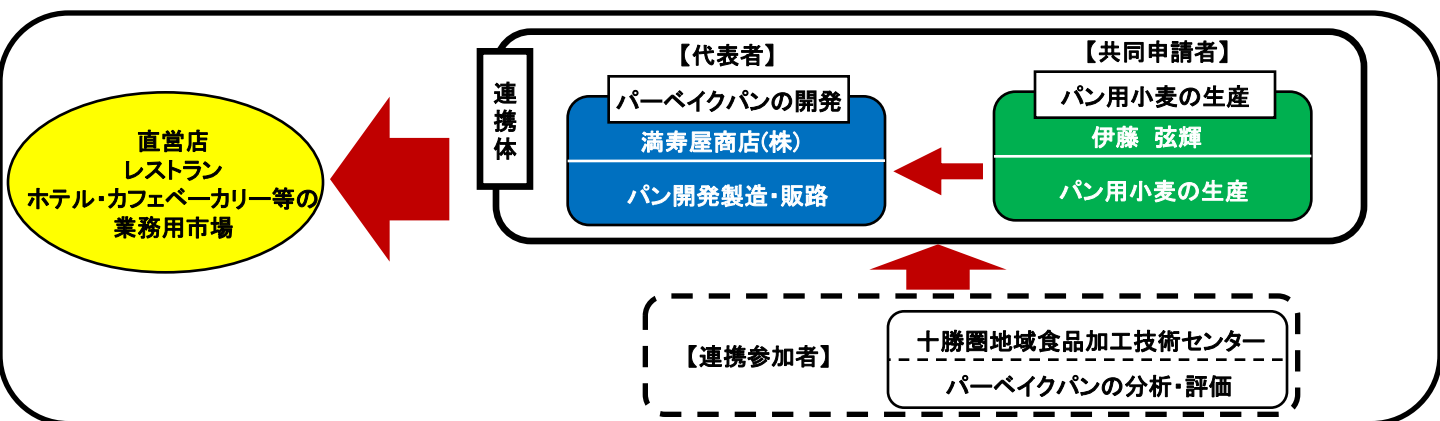 直営店
レストラン
ホテル・カフェベーカリー等の
業務用市場
連携体
【代表者】
パーベイクパンの開発
満寿屋商店(株)
パン開発製造・販路
【共同申請者】
パン用小麦の生産
伊藤 弦輝
パン用小麦の生産
【連携参加者】
十勝圏地域食品加工技術センター
パーベイクパンの分析・評価